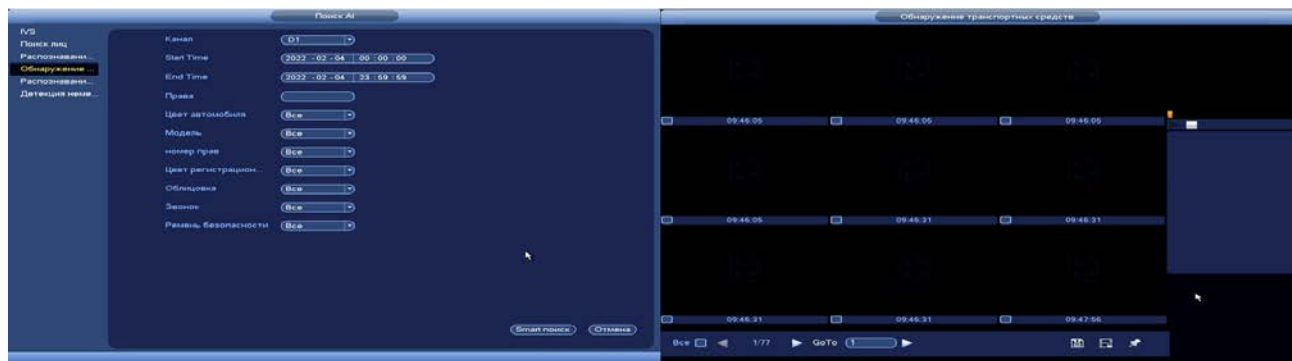 Поиск AI
IVS
Поиск лиц
Распознавани...
Обнаружение ...
Распознавани...
Детекция неме...
Канал D1
Start Time 2022 - 02 - 04 00 : 00 : 00
End Time 2022 - 02 - 04 23 : 59 : 59
Права
Цвет автомобиля Все
Модель Все
номер прав Все
Цвет регистрацион... Все
Облицовка Все
Звонок Все
Ремень безопасности Все
Smart поиск Отмена
Обнаружение транспортных средств
09:46:05 09:46:05 09:46:05
09:46:05 09:46:31 09:46:31
09:46:31 09:46:31 09:47:56
Все 1/77 GoTo 1